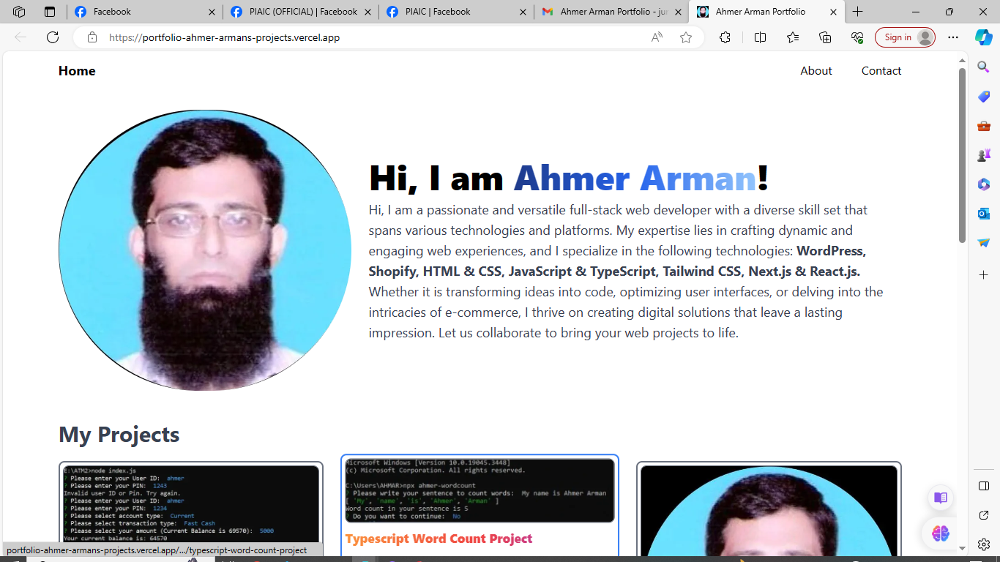 Facebook
PIAIC (OFFICIAL) | Facebook
PIAIC | Facebook
Ahmer Arman Portfolio - ju
Ahmer Arman Portfolio
https://portfolio-ahmer-armans-projects.vercel.app
Sign in
Home
About
Contact
Hi, I am Ahmer Arman!
Hi, I am a passionate and versatile full-stack web developer with a diverse skill set that
spans various technologies and platforms. My expertise lies in crafting dynamic and
engaging web experiences, and I specialize in the following technologies: WordPress,
Shopify, HTML & CSS, JavaScript & TypeScript, Tailwind CSS, Next.js & React.js.
Whether it is transforming ideas into code, optimizing user interfaces, or delving into the
intricacies of e-commerce, I thrive on creating digital solutions that leave a lasting
impression. Let us collaborate to bring your web projects to life.
My Projects
E:\ATM2>node index.js
? Please enter your User ID: ahmer
? Please enter your PIN: 1243
Invalid user ID or Pin. Try again.
? Please enter your User ID: ahmer
? Please enter your PIN: 1234
? Please select account type: Current
? Please select transaction type: Fast Cash
? Please select your amount (Current Balance is 69570): 5000
Your current balance is: 64570
Microsoft Windows [Version 10.0.19045.3448]
(c) Microsoft Corporation. All rights reserved.
C:\Users\AHMAR>npx ahmer-wordcount
? Please write your sentence to count words: My name is Ahmer Arman
[ 'My', 'name', 'is', 'Ahmer', 'Arman' ]
Word count in your sentence is 5
? Do you want to continue: No
Typescript Word Count Project
portfolio-ahmer-armans-projects.vercel.app/.../typescript-word-count-project